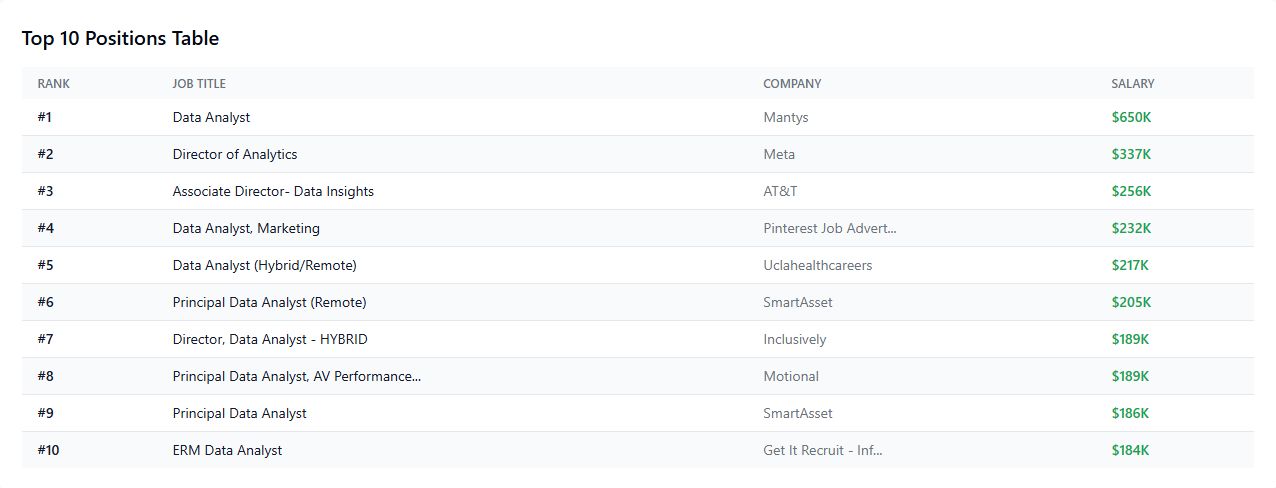 Top 10 Positions Table
RANK JOB TITLE COMPANY SALARY
#1 Data Analyst Mantys $650K
#2 Director of Analytics Meta $337K
#3 Associate Director- Data Insights AT&T $256K
#4 Data Analyst, Marketing Pinterest Job Advert... $232K
#5 Data Analyst (Hybrid/Remote) Uclahealthcareers $217K
#6 Principal Data Analyst (Remote) SmartAsset $205K
#7 Director, Data Analyst - HYBRID Inclusively $189K
#8 Principal Data Analyst, AV Performance... Motional $189K
#9 Principal Data Analyst SmartAsset $186K
#10 ERM Data Analyst Get It Recruit - Inf... $184K